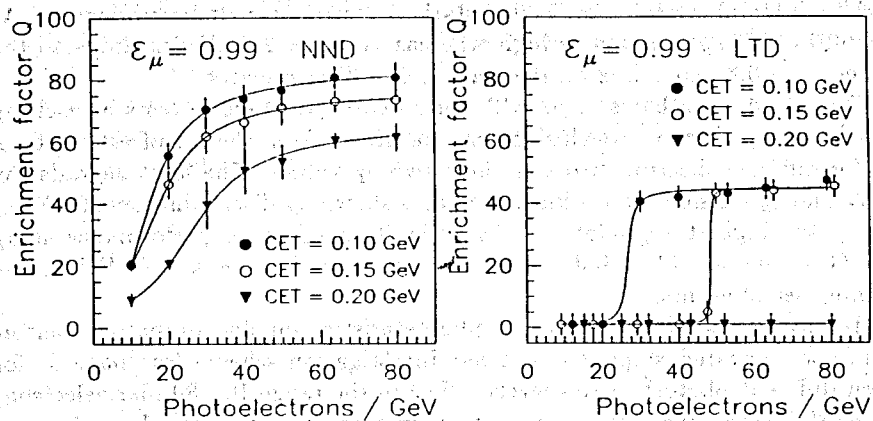 ε_μ = 0.99 NND
Enrichment factor Q
100
80
60
40
20
0
CET = 0.10 GeV
CET = 0.15 GeV
CET = 0.20 GeV
0 20 40 60 80 100
Photoelectrons / GeV
ε_μ = 0.99 LTD
Enrichment factor Q
100
80
60
40
20
0
CET = 0.10 GeV
CET = 0.15 GeV
CET = 0.20 GeV
0 20 40 60 80 100
Photoelectrons / GeV